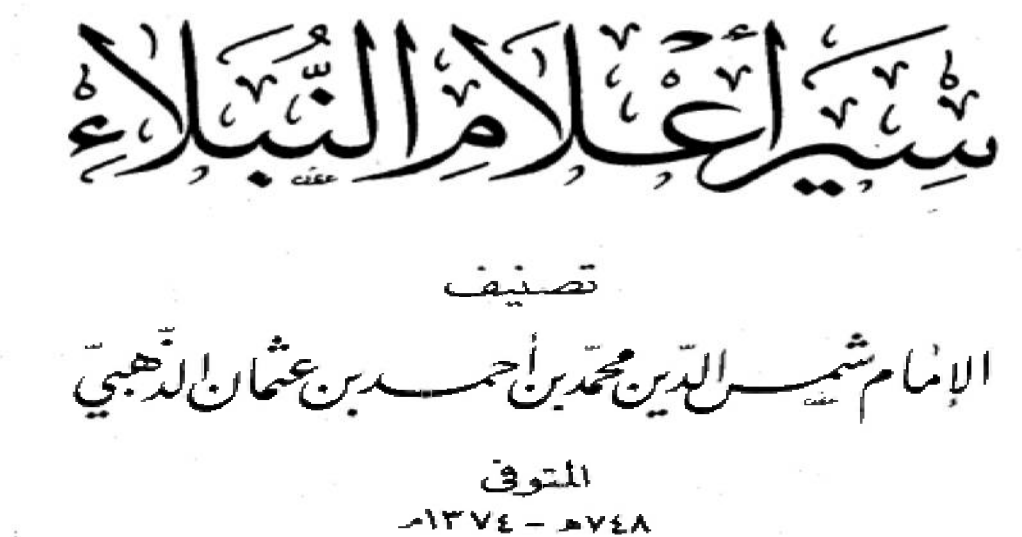 سِيَر أَعْلَامِ النُّبَلَاءِ
تصنيف
الإمام شمس الدّين محمّد بن أحمد بن عثمان الذّهبيّ
المتوفى
٧٤٨هـ - ١٣٧٤م